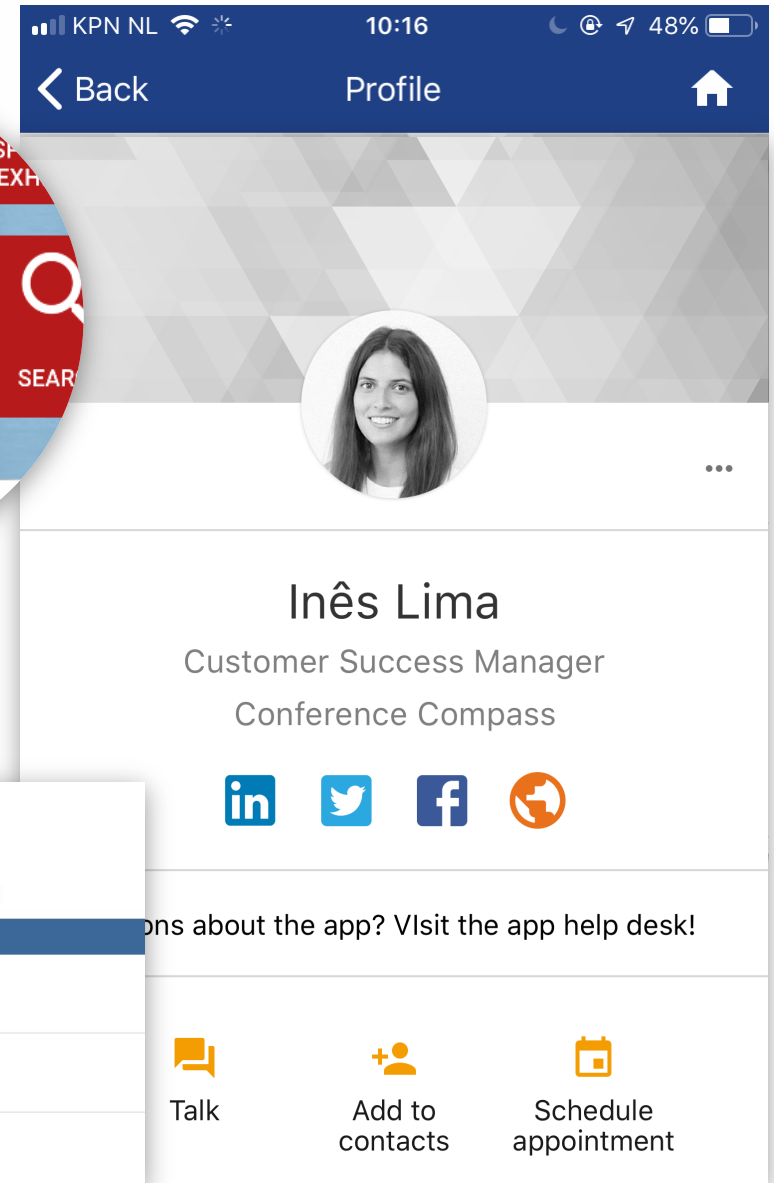 KPN NL
10:16
48%
Back
Profile
SEAR
Inês Lima
Customer Success Manager
Conference Compass
in
f
ons about the app? VIsit the app help desk!
Talk
Add to
contacts
Schedule
appointment